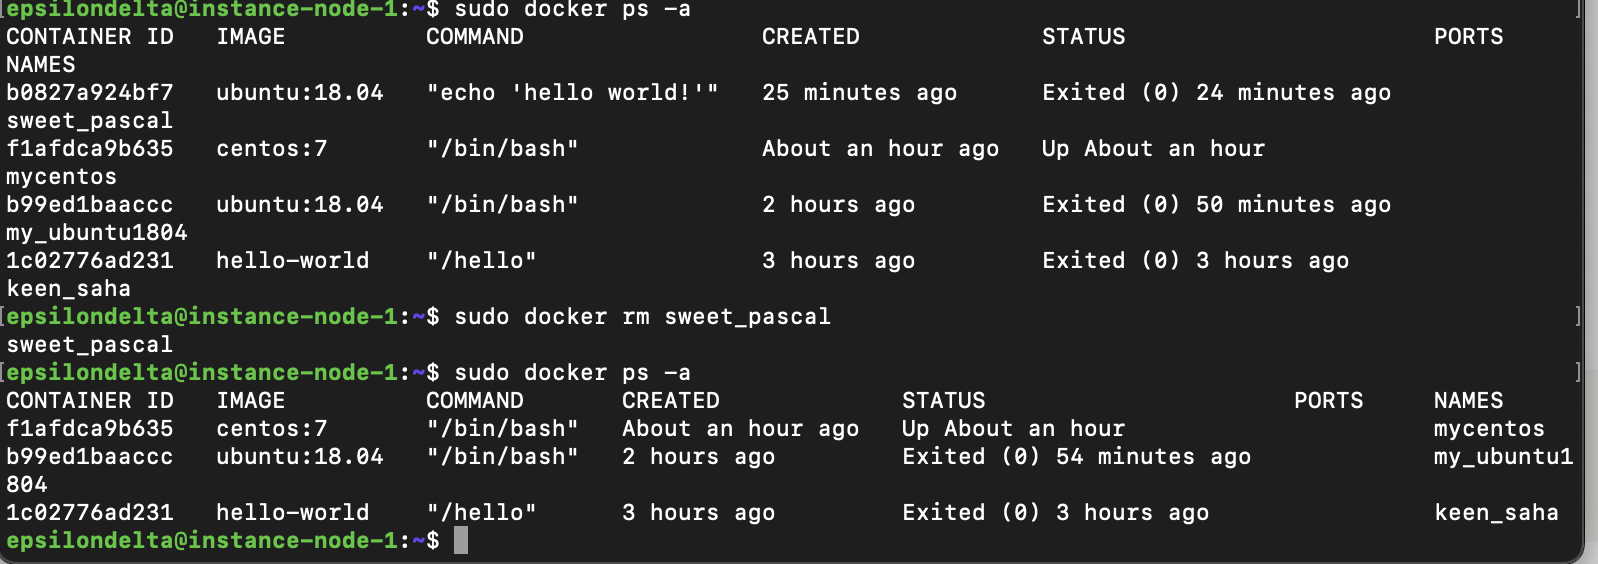 [epsilondelta@instance-node-1:~$ sudo docker ps -a ]
CONTAINER ID   IMAGE          COMMAND                 CREATED             STATUS                      PORTS
NAMES
b0827a924bf7   ubuntu:18.04   "echo 'hello world!'"   25 minutes ago      Exited (0) 24 minutes ago
sweet_pascal
f1afdca9b635   centos:7       "/bin/bash"             About an hour ago   Up About an hour
mycentos
b99ed1baaccc   ubuntu:18.04   "/bin/bash"             2 hours ago         Exited (0) 50 minutes ago
my_ubuntu1804
1c02776ad231   hello-world    "/hello"                3 hours ago         Exited (0) 3 hours ago
keen_saha
[epsilondelta@instance-node-1:~$ sudo docker rm sweet_pascal ]
sweet_pascal
[epsilondelta@instance-node-1:~$ sudo docker ps -a ]
CONTAINER ID   IMAGE          COMMAND       CREATED             STATUS                      PORTS     NAMES
f1afdca9b635   centos:7       "/bin/bash"   About an hour ago   Up About an hour                      mycentos
b99ed1baaccc   ubuntu:18.04   "/bin/bash"   2 hours ago         Exited (0) 54 minutes ago             my_ubuntu1
804
1c02776ad231   hello-world    "/hello"      3 hours ago         Exited (0) 3 hours ago                keen_saha
epsilondelta@instance-node-1:~$